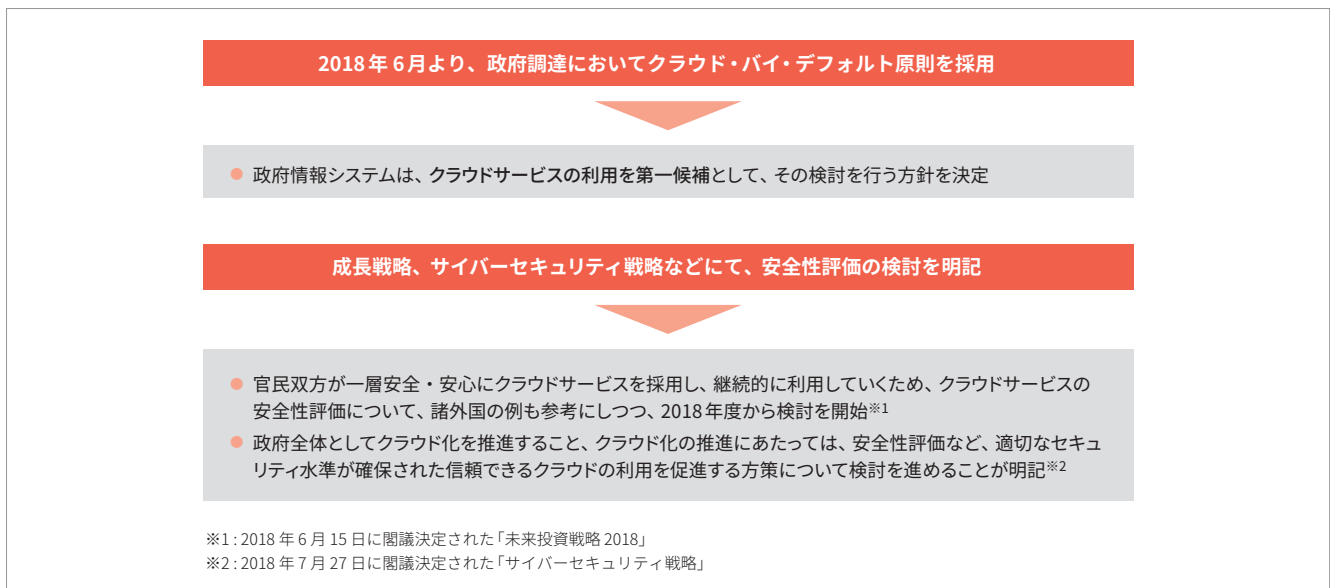 2018年6月より、政府調達においてクラウド・バイ・デフォルト原則を採用
● 政府情報システムは、クラウドサービスの利用を第一候補として、その検討を行う方針を決定
成長戦略、サイバーセキュリティ戦略などにて、安全性評価の検討を明記
● 官民双方が一層安全・安心にクラウドサービスを採用し、継続的に利用していくため、クラウドサービスの
安全性評価について、諸外国の例も参考にしつつ、2018年度から検討を開始※1
● 政府全体としてクラウド化を推進すること、クラウド化の推進にあたっては、安全性評価など、適切なセキュ
リティ水準が確保された信頼できるクラウドの利用を促進する方策について検討を進めることが明記※2
※1 : 2018 年 6 月 15 日に閣議決定された「未来投資戦略 2018」
※2 : 2018 年 7 月 27 日に閣議決定された「サイバーセキュリティ戦略」